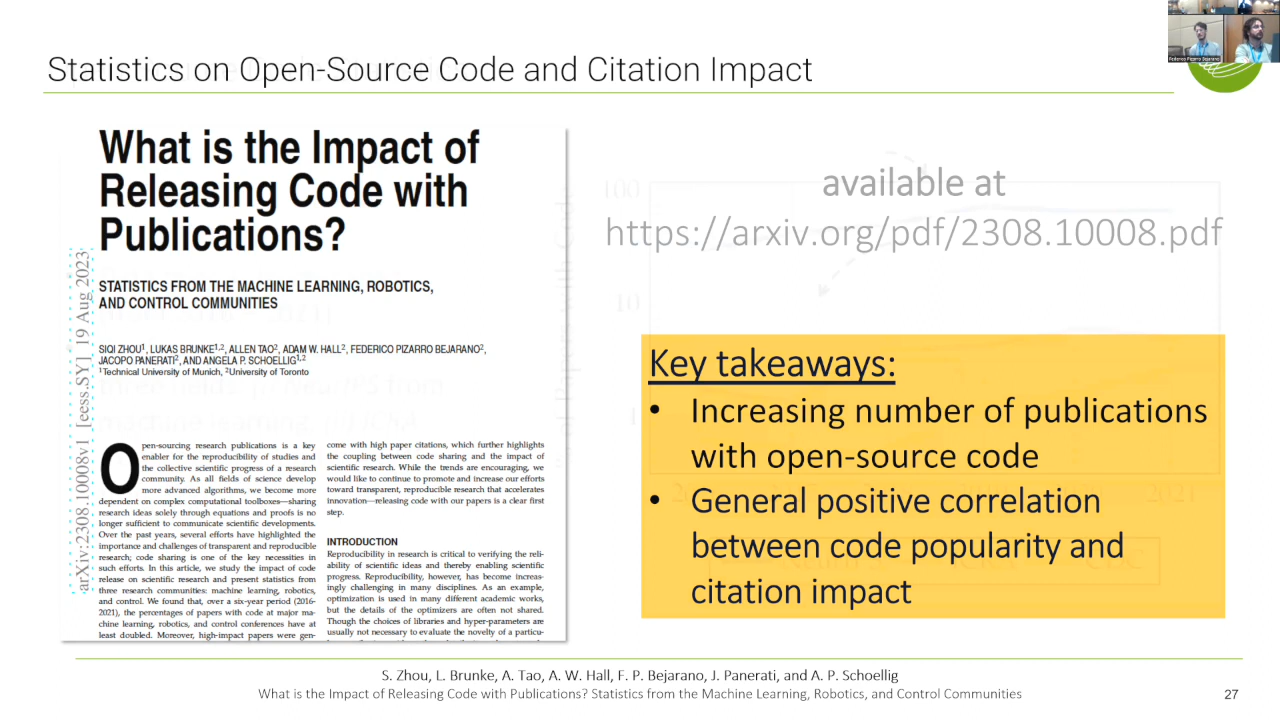 Federico Pizarro Bejarano
Statistics on Open-Source Code and Citation Impact
What is the Impact of
Releasing Code with
Publications?
STATISTICS FROM THE MACHINE LEARNING, ROBOTICS,
AND CONTROL COMMUNITIES
SIQI ZHOU¹, LUKAS BRUNKE¹,², ALLEN TAO², ADAM W. HALL², FEDERICO PIZARRO BEJARANO²,
JACOPO PANERATI², AND ANGELA P. SCHOELLIG¹,²
¹Technical University of Munich, ²University of Toronto
arXiv:2308.10008v1 [eess.SY] 19 Aug 2023
Open-sourcing research publications is a key
enabler for the reproducibility of studies and
the collective scientific progress of a research
community. As all fields of science develop
more advanced algorithms, we become more
dependent on complex computational toolboxes—sharing
research ideas solely through equations and proofs is no
longer sufficient to communicate scientific developments.
Over the past years, several efforts have highlighted the
importance and challenges of transparent and reproducible
research; code sharing is one of the key necessities in
such efforts. In this article, we study the impact of code
release on scientific research and present statistics from
three research communities: machine learning, robotics,
and control. We found that, over a six-year period (2016-
2021), the percentages of papers with code at major ma-
chine learning, robotics, and control conferences have at
least doubled. Moreover, high-impact papers were gen-
come with high paper citations, which further highlights
the coupling between code sharing and the impact of
scientific research. While the trends are encouraging, we
would like to continue to promote and increase our efforts
toward transparent, reproducible research that accelerates
innovation—releasing code with our papers is a clear first
step.
INTRODUCTION
Reproducibility in research is critical to verifying the reli-
ability of scientific ideas and thereby enabling scientific
progress. Reproducibility, however, has become increas-
ingly challenging in many disciplines. As an example,
optimization is used in many different academic works,
but the details of the optimizers are often not shared.
Though the choices of libraries and hyper-parameters are
usually not necessary to evaluate the novelty of a particu-
available at
https://arxiv.org/pdf/2308.10008.pdf
100
10
1
2021
Key takeaways:
• Increasing number of publications
with open-source code
• General positive correlation
between code popularity and
citation impact
S. Zhou, L. Brunke, A. Tao, A. W. Hall, F. P. Bejarano, J. Panerati, and A. P. Schoellig
What is the Impact of Releasing Code with Publications? Statistics from the Machine Learning, Robotics, and Control Communities
27